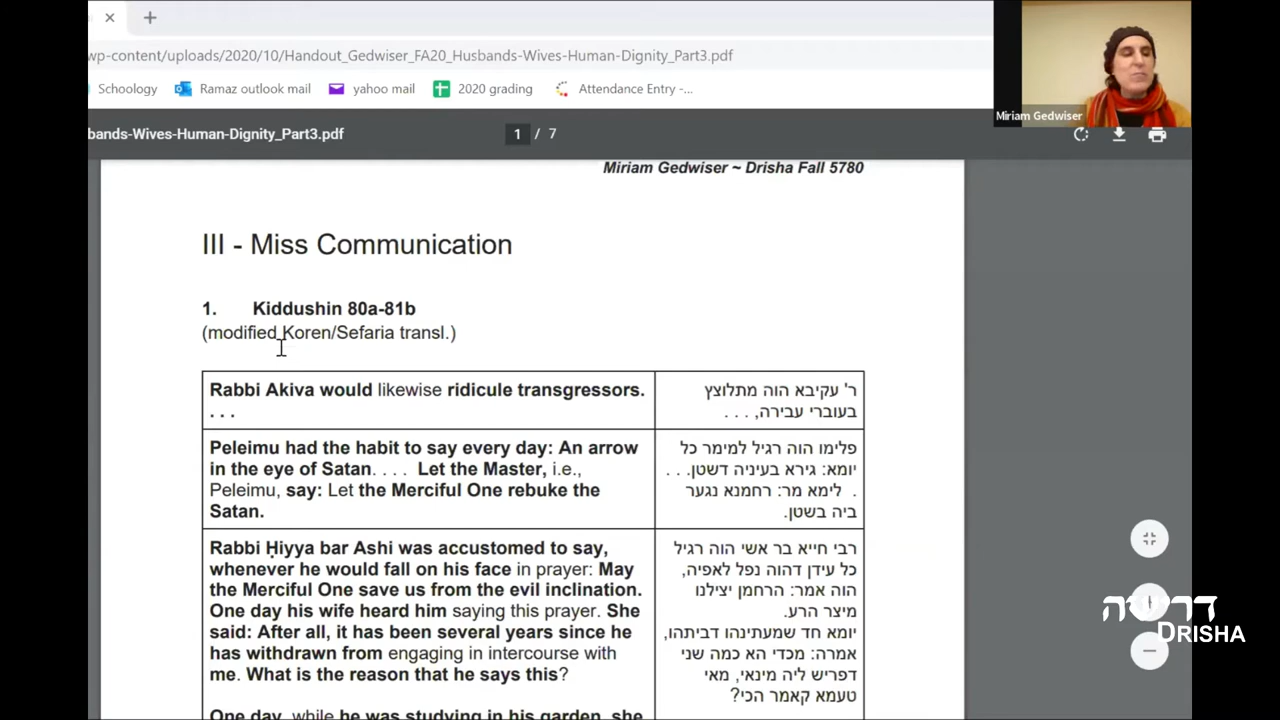 wp-content/uploads/2020/10/Handout_Gedwiser_FA20_Husbands-Wives-Human-Dignity_Part3.pdf
Schoology
Ramaz outlook mail
yahoo mail
2020 grading
Attendance Entry -...
Miriam Gedwiser
bands-Wives-Human-Dignity_Part3.pdf
1 / 7
Miriam Gedwiser ~ Drisha Fall 5780
III - Miss Communication
1. Kiddushin 80a-81b
(modified Koren/Sefaria transl.)
Rabbi Akiva would likewise ridicule transgressors.
. . .
ר' עקיבא הוה מתלוצץ
בעוברי עבירה, . . .
Peleimu had the habit to say every day: An arrow
in the eye of Satan. . . . Let the Master, i.e.,
Peleimu, say: Let the Merciful One rebuke the
Satan.
פלימו הוה רגיל למימר כל
יומא: גירא בעיניה דשטן. . .
. לימא מר: רחמנא נגער
ביה בשטן.
Rabbi Ḥiyya bar Ashi was accustomed to say,
whenever he would fall on his face in prayer: May
the Merciful One save us from the evil inclination.
One day his wife heard him saying this prayer. She
said: After all, it has been several years since he
has withdrawn from engaging in intercourse with
me. What is the reason that he says this?
One day, while he was studying in his garden, she
רבי חייא בר אשי הוה רגיל
כל עידן דהוה נפל לאפיה,
הוה אמר: הרחמן יצילנו
מיצר הרע.
יומא חד שמעתינהו דביתהו,
אמרה: מכדי הא כמה שני
דפריש ליה מינאי, מאי
טעמא קאמר הכי?
דרישה
DRISHA